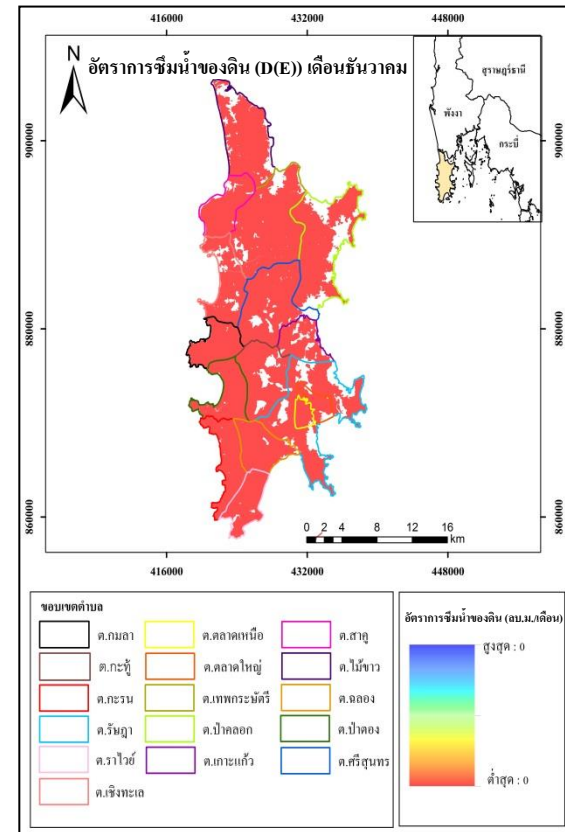 416000 432000 448000
N
อัตราการซึมน้ำของดิน (D(E)) เดือนธันวาคม
สุราษฎร์ธานี
พังงา
กระบี่
900000 900000
880000 880000
860000 860000
0 2 4 8 12 16
km
416000 432000 448000
ขอบเขตตำบล
ต.กมลา ต.ตลาดเหนือ ต.สาคู
ต.กะทู้ ต.ตลาดใหญ่ ต.ไม้ขาว
ต.กะรน ต.เทพกระษัตรี ต.ฉลอง
ต.รัษฎา ต.ป่าคลอก ต.ป่าตอง
ต.ราไวย์ ต.เกาะแก้ว ต.ศรีสุนทร
ต.เชิงทะเล
อัตราการซึมน้ำของดิน (ลบ.ม./เดือน)
สูงสุด : 0
ต่ำสุด : 0